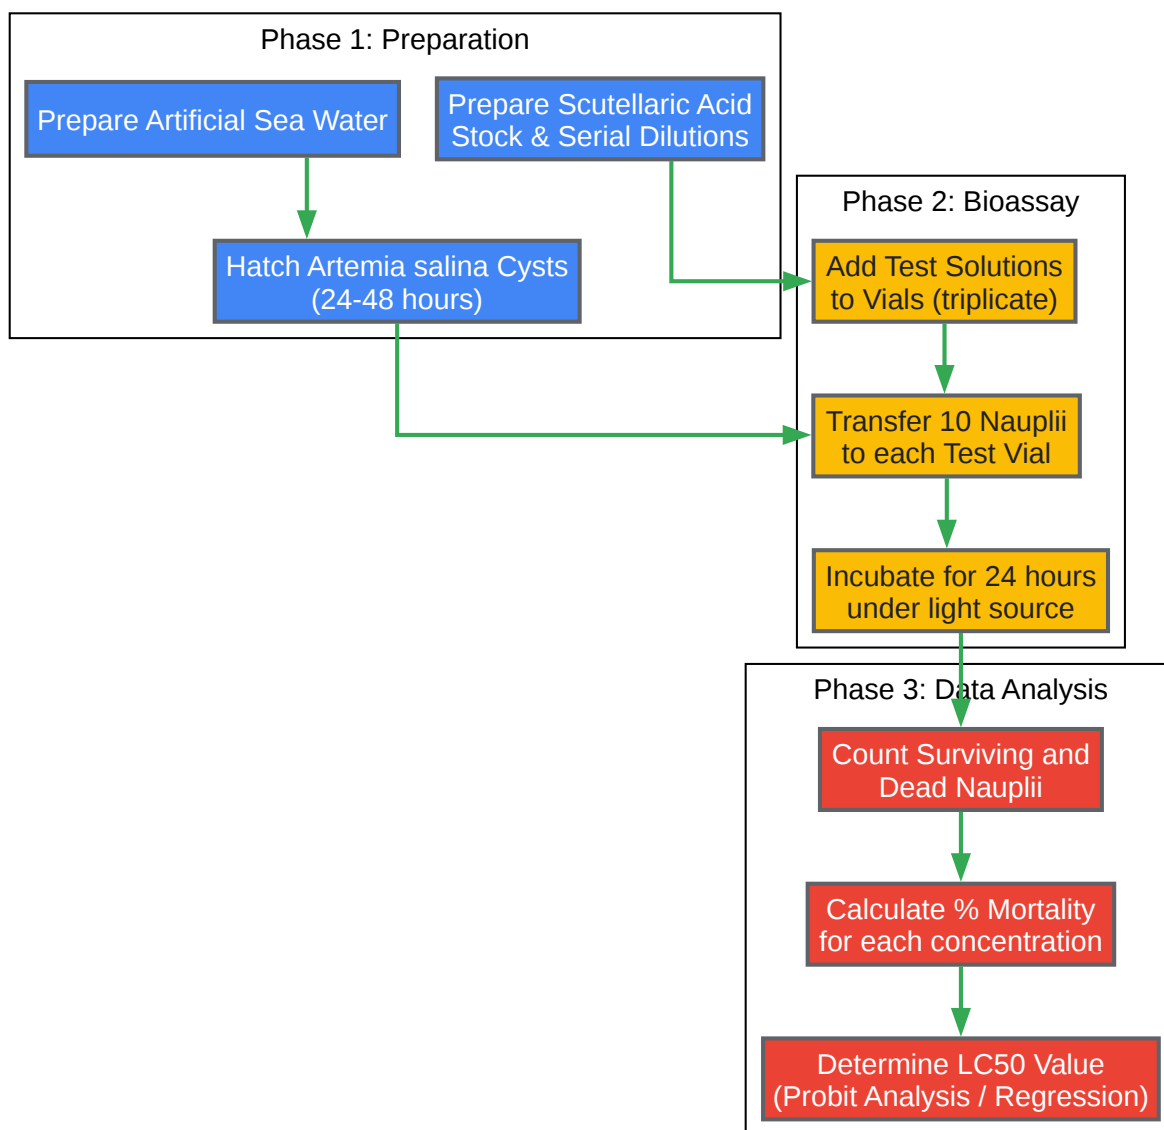 Phase 1: Preparation
Prepare Artificial Sea Water
Prepare Scutellaric Acid
Stock & Serial Dilutions
Hatch Artemia salina Cysts
(24-48 hours)
Phase 2: Bioassay
Add Test Solutions
to Vials (triplicate)
Transfer 10 Nauplii
to each Test Vial
Incubate for 24 hours
under light source
Phase 3: Data Analysis
Count Surviving and
Dead Nauplii
Calculate % Mortality
for each concentration
Determine LC50 Value
(Probit Analysis / Regression)